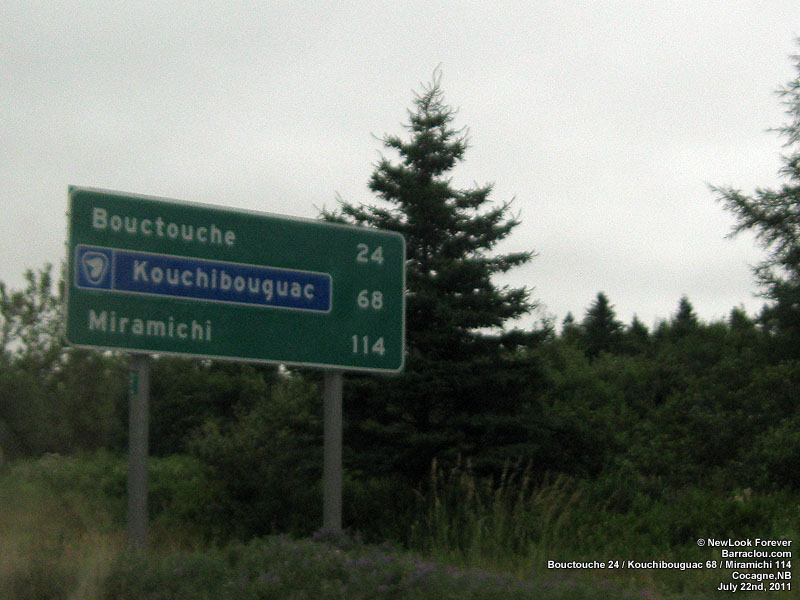 Bouctouche 24
Kouchibouguac 68
Miramichi 114
© NewLook Forever
Barraclou.com
Bouctouche 24 / Kouchibouguac 68 / Miramichi 114
Cocagne,NB
July 22nd, 2011